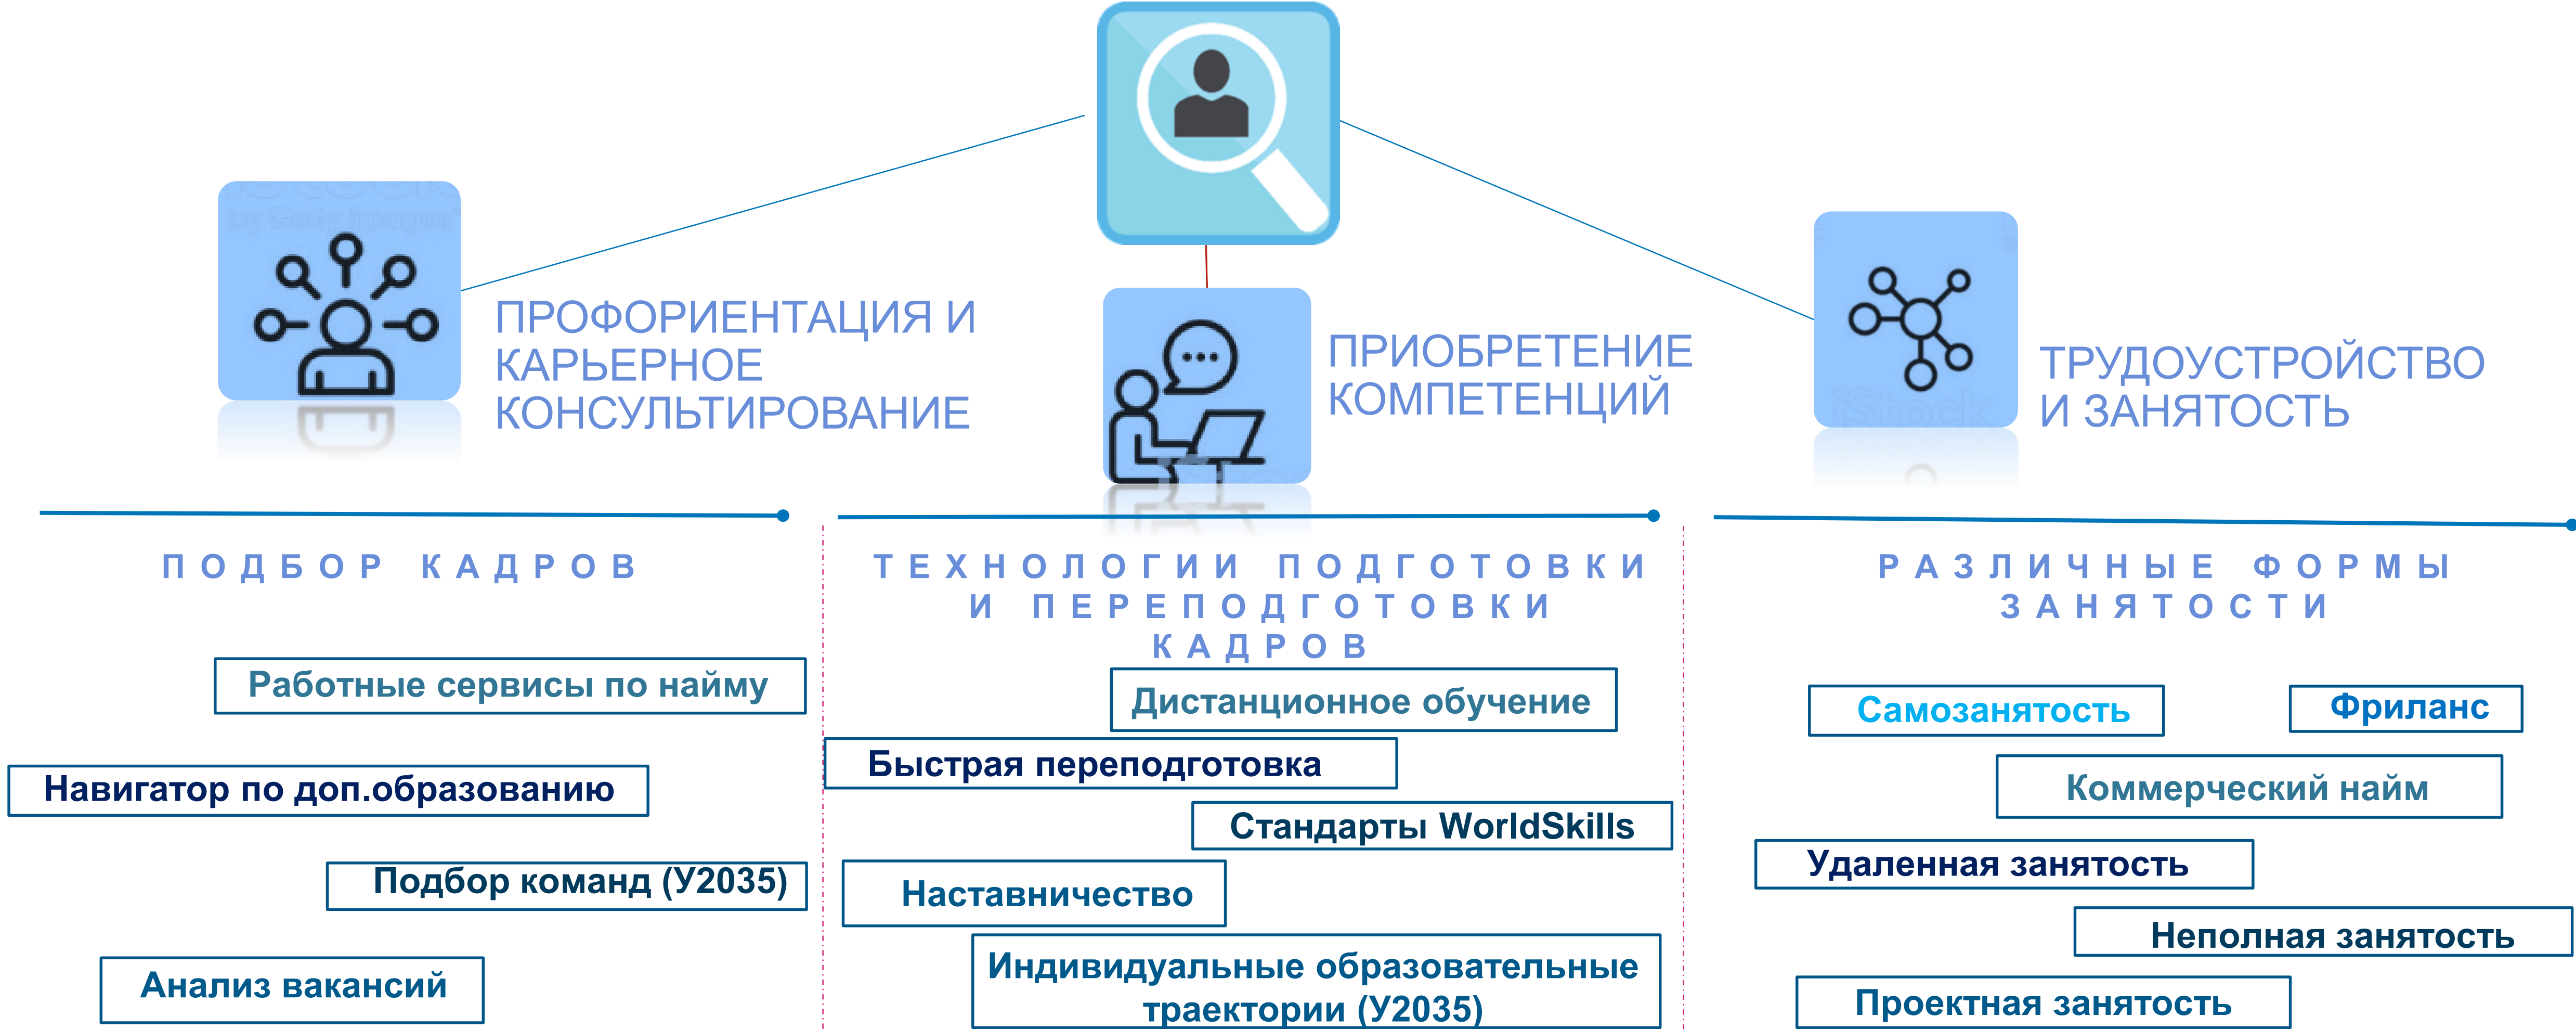 ПРОФОРИЕНТАЦИЯ И
КАРЬЕРНОЕ
КОНСУЛЬТИРОВАНИЕ
ПРИОБРЕТЕНИЕ
КОМПЕТЕНЦИЙ
ТРУДОУСТРОЙСТВО
И ЗАНЯТОСТЬ
ПОДБОР КАДРОВ
Работные сервисы по найму
Навигатор по доп.образованию
Подбор команд (У2035)
Анализ вакансий
ТЕХНОЛОГИИ ПОДГОТОВКИ
И ПЕРЕПОДГОТОВКИ
КАДРОВ
Дистанционное обучение
Быстрая переподготовка
Стандарты WorldSkills
Наставничество
Индивидуальные образовательные
траектории (У2035)
РАЗЛИЧНЫЕ ФОРМЫ
ЗАНЯТОСТИ
Самозанятость
Фриланс
Коммерческий найм
Удаленная занятость
Неполная занятость
Проектная занятость
iStock